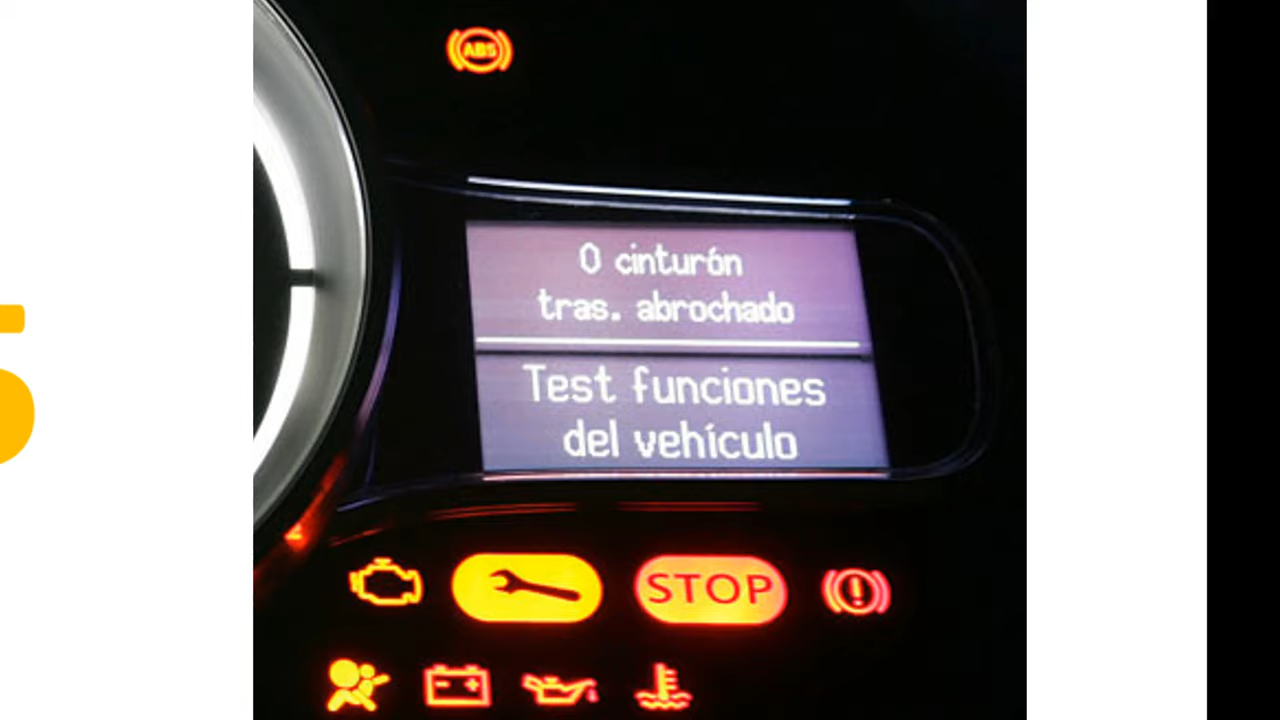 ABS
0 cinturón
tras. abrochado
Test funciones
del vehículo
STOP